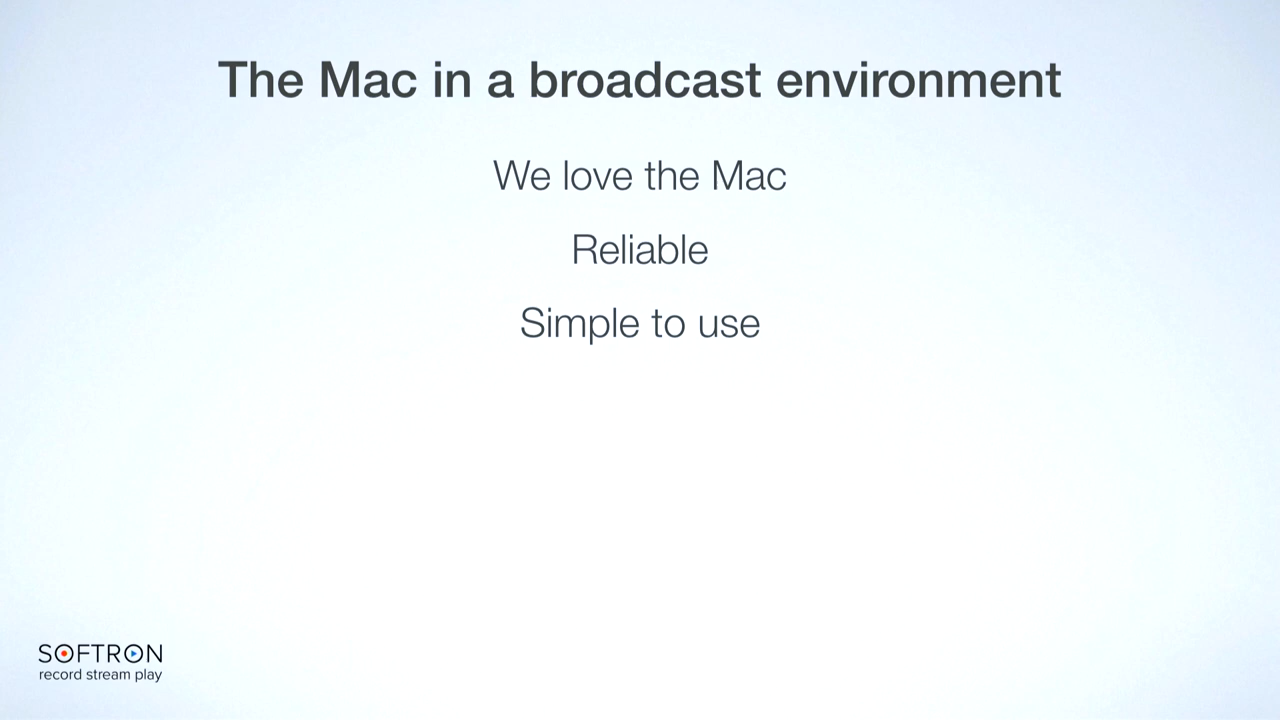 The Mac in a broadcast environment
We love the Mac
Reliable
Simple to use
SOFTRON
record stream play